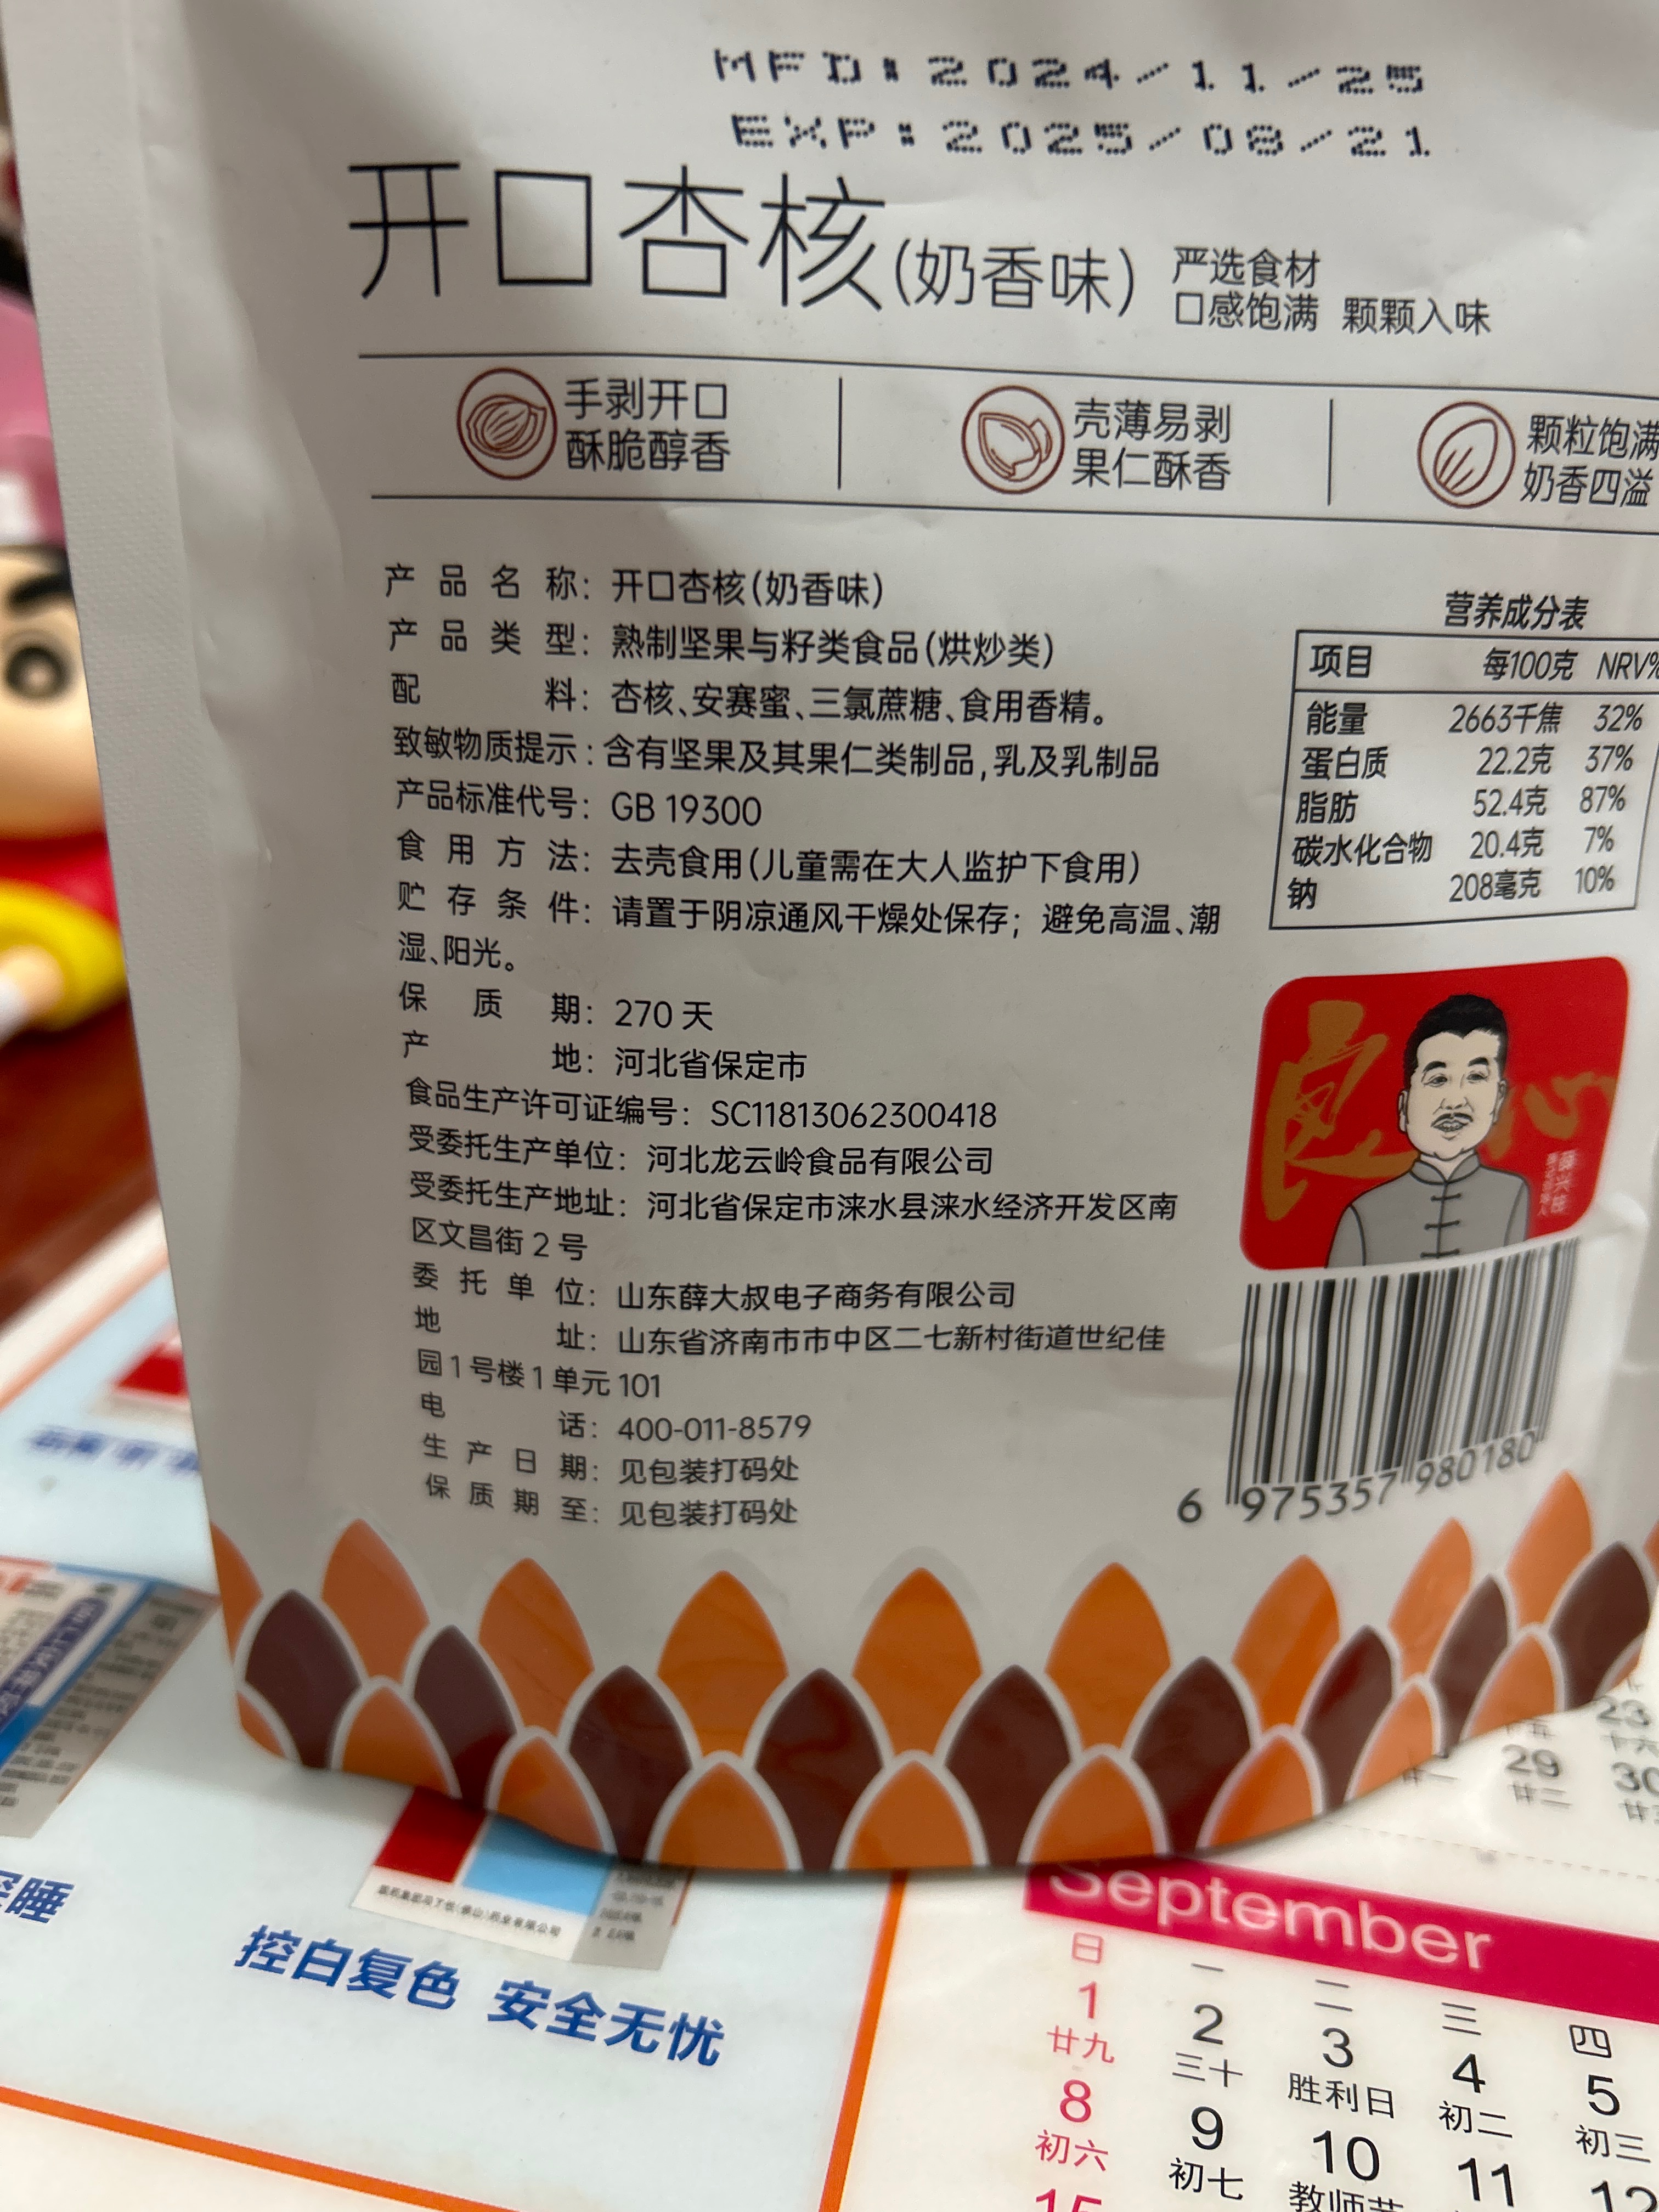 MFD:2024/11/25
EXP:2025/08/21
开口杏核(奶香味)
严选食材
口感饱满 颗颗入味
手剥开口
酥脆醇香
壳薄易剥
果仁酥香
颗粒饱满
奶香四溢
产品名称：开口杏核(奶香味)
产品类型：熟制坚果与籽类食品(烘炒类)
配料：杏核、安赛蜜、三氯蔗糖、食用香精。
致敏物质提示：含有坚果及其果仁类制品,乳及乳制品
产品标准代号：GB 19300
食用方法：去壳食用(儿童需在大人监护下食用)
贮存条件：请置于阴凉通风干燥处保存；避免高温、潮
湿、阳光。
保质期：270 天
产地：河北省保定市
食品生产许可证编号：SC11813062300418
受委托生产单位：河北龙云岭食品有限公司
受委托生产地址：河北省保定市涞水县涞水经济开发区南
区文昌街 2 号
委托单位：山东薛大叔电子商务有限公司
地址：山东省济南市市中区二七新村街道世纪佳
园 1 号楼 1 单元 101
电话：400-011-8579
生产日期：见包装打码处
保质期至：见包装打码处
营养成分表
项目 每100克 NRV%
能量 2663千焦 32%
蛋白质 22.2克 37%
脂肪 52.4克 87%
碳水化合物 20.4克 7%
钠 208毫克 10%
良心
6 975357 980180
控白复色 安全无忧
23
十六
29
廿二
30
September
日 一 二 三 四
1 2 3 4 5
廿九 三十 胜利日 初二 初三
8 9 10 11 12
初六 初七 教师节
15